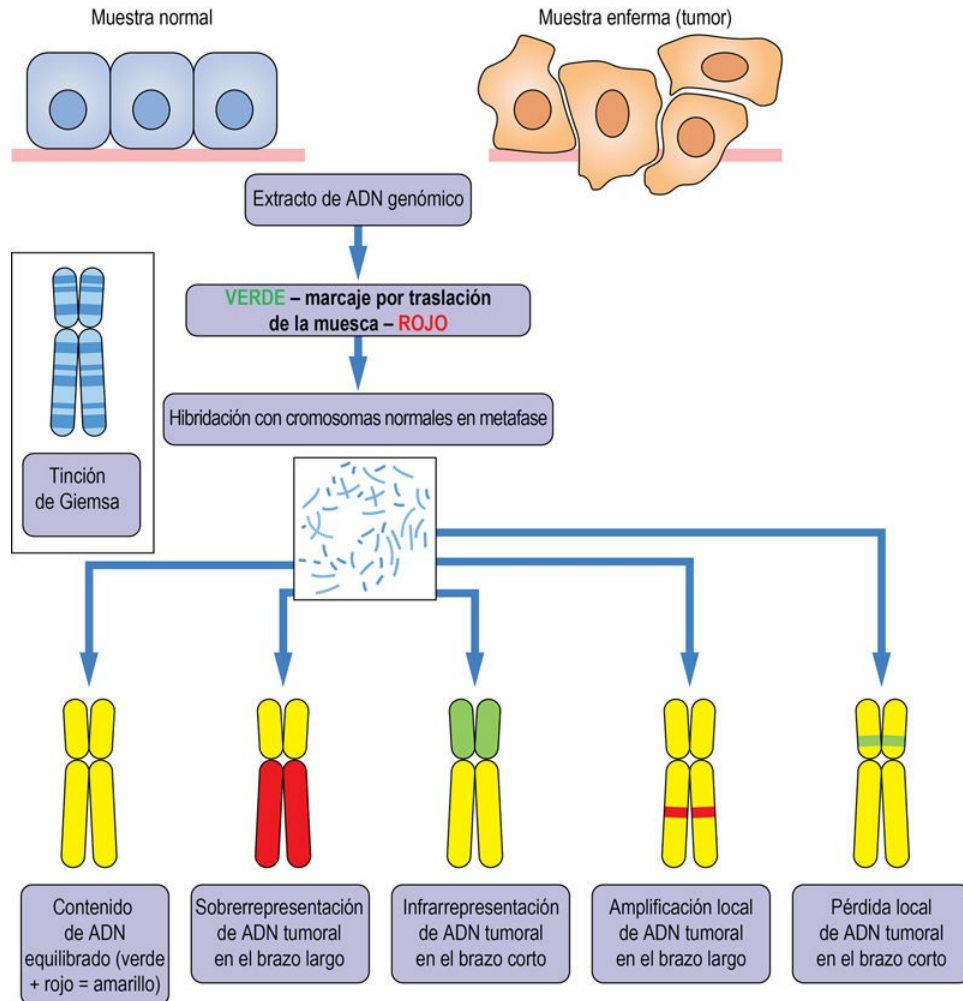 Muestra normal
Muestra enferma (tumor)
Extracto de ADN genómico
VERDE – marcaje por traslación
de la muesca – ROJO
Hibridación con cromosomas normales en metafase
Tinción
de Giemsa
Contenido
de ADN
equilibrado (verde
+ rojo = amarillo)
Sobrerrepresentación
de ADN tumoral
en el brazo largo
Infrarrepresentación
de ADN tumoral
en el brazo corto
Amplificación local
de ADN tumoral
en el brazo largo
Pérdida local
de ADN tumoral
en el brazo corto